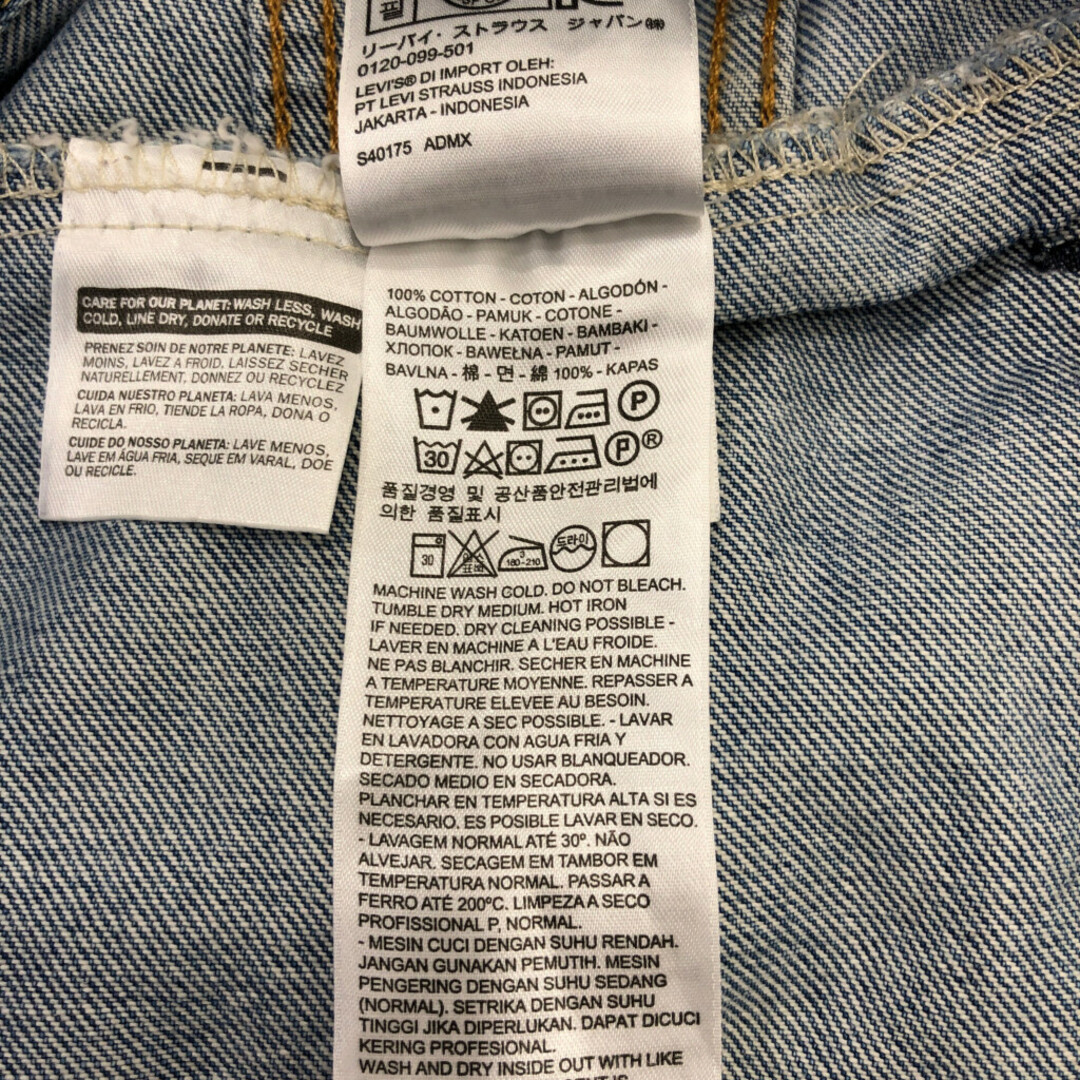 リーバイ・ストラウス ジャパン㈱
0120-099-501
LEVI'S® DI IMPORT OLEH:
PT LEVI STRAUSS INDONESIA
JAKARTA - INDONESIA
S40175 ADMX
CARE FOR OUR PLANET: WASH LESS, WASH
COLD, LINE DRY, DONATE OR RECYCLE
PRENEZ SOIN DE NOTRE PLANETE: LAVEZ
MOINS, LAVEZ A FROID, LAISSEZ SECHER
NATURELLEMENT, DONNEZ OU RECYCLEZ
CUIDA NUESTRO PLANETA: LAVA MENOS,
LAVA EN FRIO, TIENDE LA ROPA, DONA O
RECICLA.
CUIDE DO NOSSO PLANETA: LAVE MENOS,
LAVE EM ÁGUA FRIA, SEQUE EM VARAL, DOE
OU RECICLE.
100% COTTON - COTON - ALGODÓN -
ALGODÃO - PAMUK - COTONE -
BAUMWOLLE - KATOEN - BAMBAKI -
ХЛОПОК - BAWEŁNA - PAMUT -
BAVLNA - 棉 - 면 - 綿 100% - KAPAS
P
30 P®
품질경영 및 공산품안전관리법에
의한 품질표시
30 염소표백 3 180-210 드라이
MACHINE WASH COLD. DO NOT BLEACH.
TUMBLE DRY MEDIUM. HOT IRON
IF NEEDED. DRY CLEANING POSSIBLE -
LAVER EN MACHINE A L'EAU FROIDE.
NE PAS BLANCHIR. SECHER EN MACHINE
A TEMPERATURE MOYENNE. REPASSER A
TEMPERATURE ELEVEE AU BESOIN.
NETTOYAGE A SEC POSSIBLE. - LAVAR
EN LAVADORA CON AGUA FRIA Y
DETERGENTE. NO USAR BLANQUEADOR.
SECADO MEDIO EN SECADORA.
PLANCHAR EN TEMPERATURA ALTA SI ES
NECESARIO. ES POSIBLE LAVAR EN SECO.
- LAVAGEM NORMAL ATÉ 30º. NÃO
ALVEJAR. SECAGEM EM TAMBOR EM
TEMPERATURA NORMAL. PASSAR A
FERRO ATÉ 200ºC. LIMPEZA A SECO
PROFISSIONAL P, NORMAL.
- MESIN CUCI DENGAN SUHU RENDAH.
JANGAN GUNAKAN PEMUTIH. MESIN
PENGERING DENGAN SUHU SEDANG
(NORMAL). SETRIKA DENGAN SUHU
TINGGI JIKA DIPERLUKAN. DAPAT DICUCI
KERING PROFESIONAL.
WASH AND DRY INSIDE OUT WITH LIKE